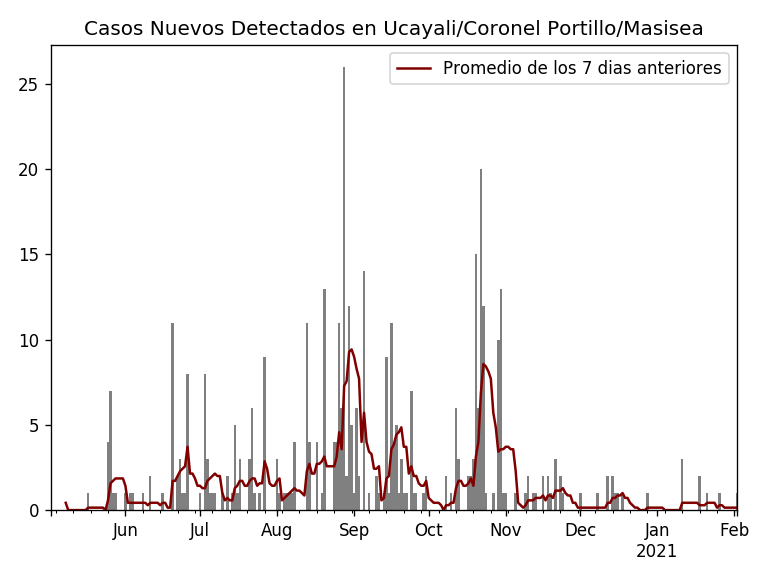 Casos Nuevos Detectados en Ucayali/Coronel Portillo/Masisea
Promedio de los 7 dias anteriores
25
20
15
10
5
0
Jun Jul Aug Sep Oct Nov Dec Jan Feb
2021